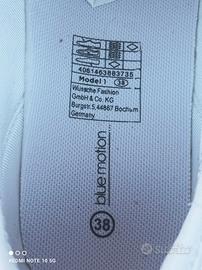 4061463883735
Model 1 38
Wünsche Fashion
GmbH & Co. KG
Burgstr.5,44867 Bochum
Germany
blue motion
38
REDMI NOTE 10 5G
subito